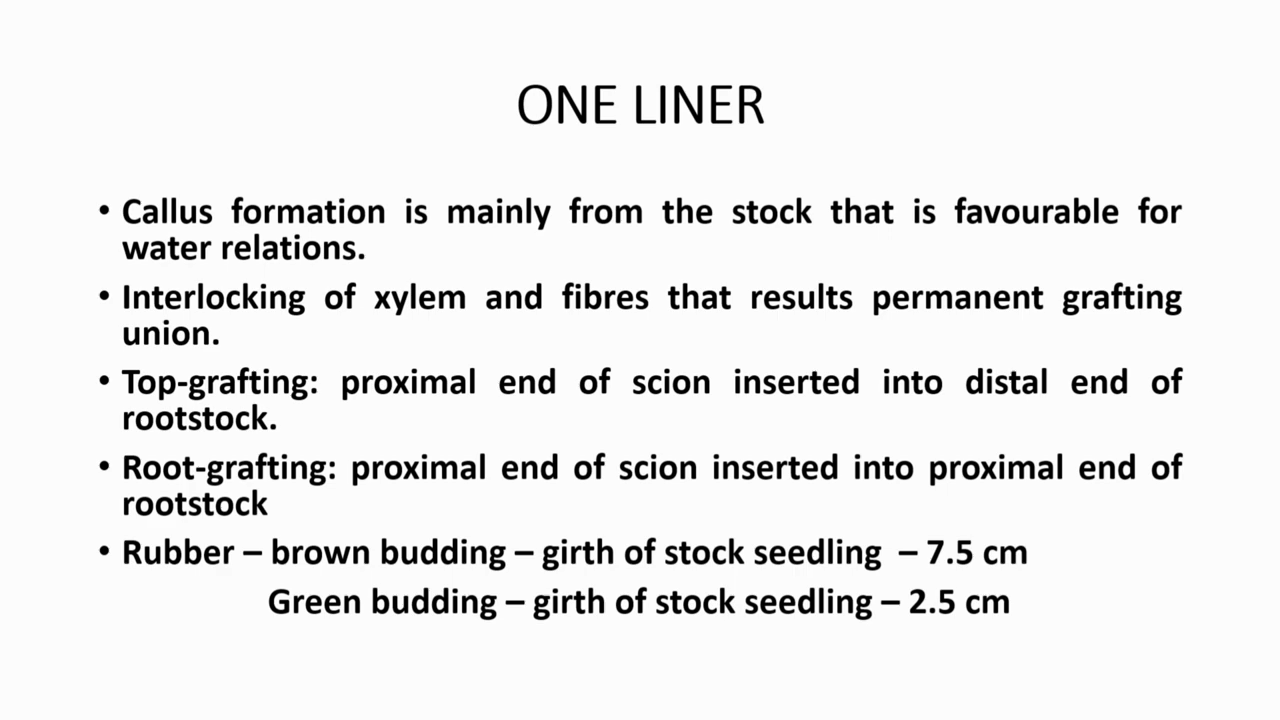 ONE LINER
• Callus formation is mainly from the stock that is favourable for
water relations.
• Interlocking of xylem and fibres that results permanent grafting
union.
• Top-grafting: proximal end of scion inserted into distal end of
rootstock.
• Root-grafting: proximal end of scion inserted into proximal end of
rootstock
• Rubber – brown budding – girth of stock seedling – 7.5 cm
Green budding – girth of stock seedling – 2.5 cm